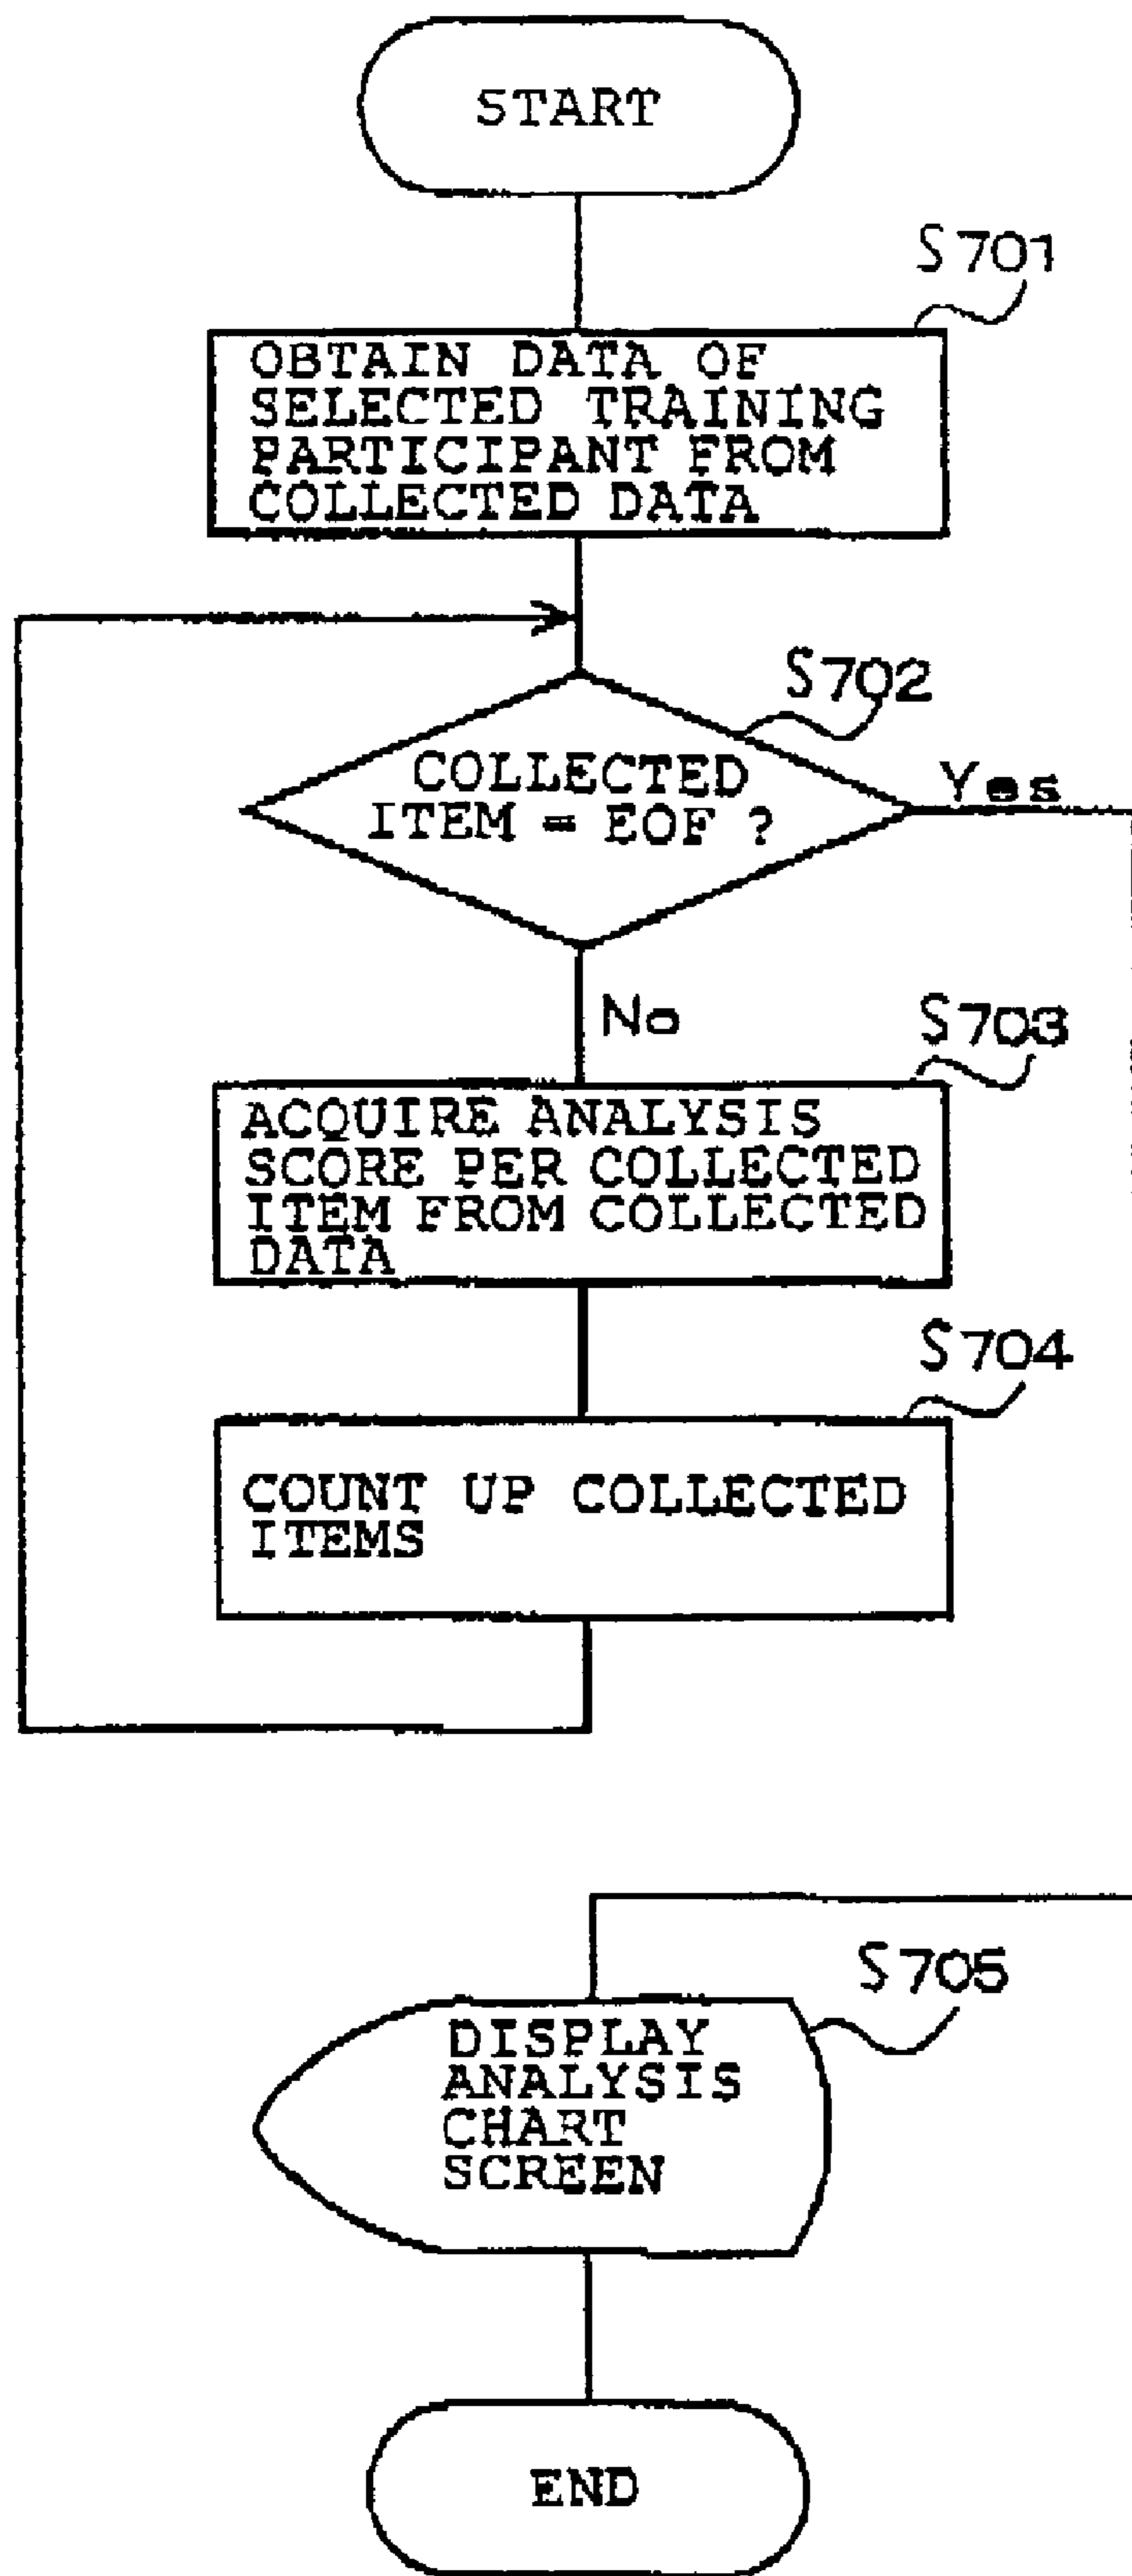 START
S701
OBTAIN DATA OF
SELECTED TRAINING
PARTICIPANT FROM
COLLECTED DATA
S702
COLLECTED
ITEM = EOF ?
Yes
No
S703
ACQUIRE ANALYSIS
SCORE PER COLLECTED
ITEM FROM COLLECTED
DATA
S704
COUNT UP COLLECTED
ITEMS
S705
DISPLAY
ANALYSIS
CHART
SCREEN
END